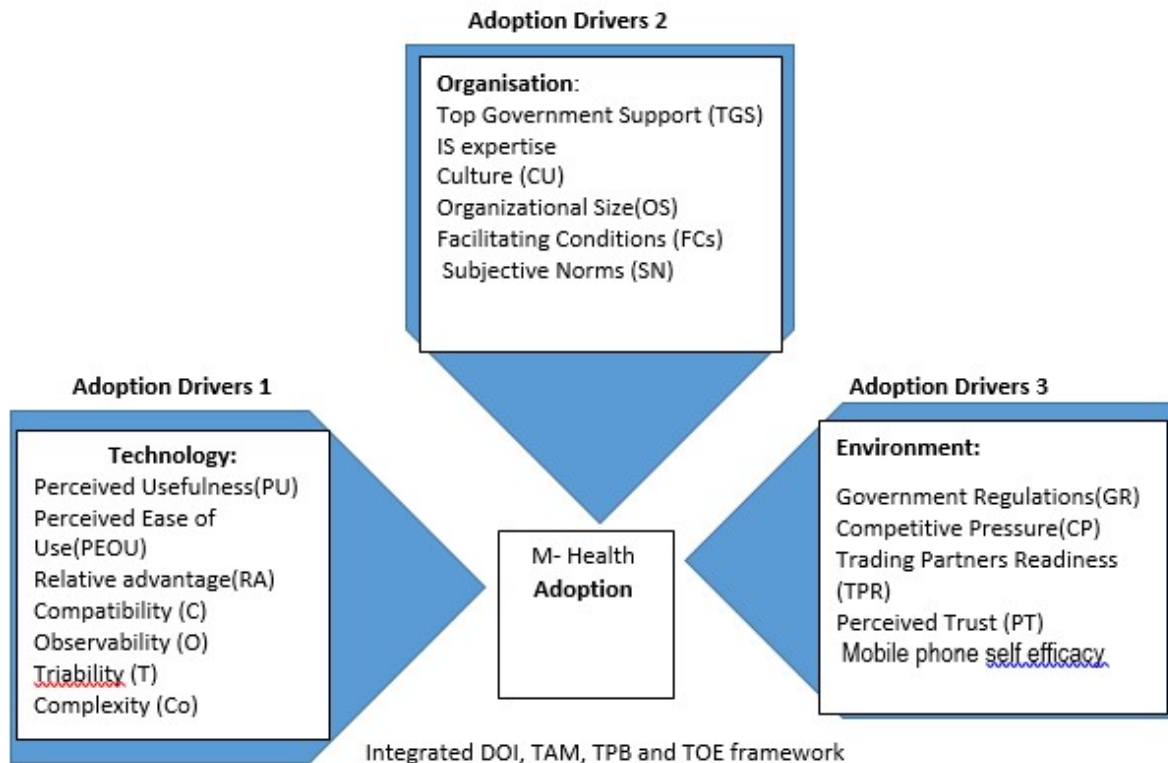 Adoption Drivers 2
Organisation:
Top Government Support (TGS)
IS expertise
Culture (CU)
Organizational Size(OS)
Facilitating Conditions (FCs)
Subjective Norms (SN)
Adoption Drivers 1
Technology:
Perceived Usefulness(PU)
Perceived Ease of
Use(PEOU)
Relative advantage(RA)
Compatibility (C)
Observability (O)
Triability (T)
Complexity (Co)
M- Health
Adoption
Adoption Drivers 3
Environment:
Government Regulations(GR)
Competitive Pressure(CP)
Trading Partners Readiness
(TPR)
Perceived Trust (PT)
Mobile phone self efficacy
Integrated DOI, TAM, TPB and TOE framework